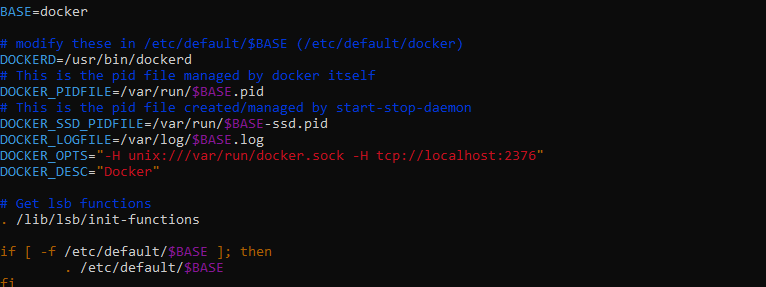 BASE=docker
# modify these in /etc/default/$BASE (/etc/default/docker)
DOCKERD=/usr/bin/dockerd
# This is the pid file managed by docker itself
DOCKER_PIDFILE=/var/run/$BASE.pid
# This is the pid file created/managed by start-stop-daemon
DOCKER_SSD_PIDFILE=/var/run/$BASE-ssd.pid
DOCKER_LOGFILE=/var/log/$BASE.log
DOCKER_OPTS="-H unix:///var/run/docker.sock -H tcp://localhost:2376"
DOCKER_DESC="Docker"
# Get lsb functions
. /lib/lsb/init-functions
if [ -f /etc/default/$BASE ]; then
        . /etc/default/$BASE
fi